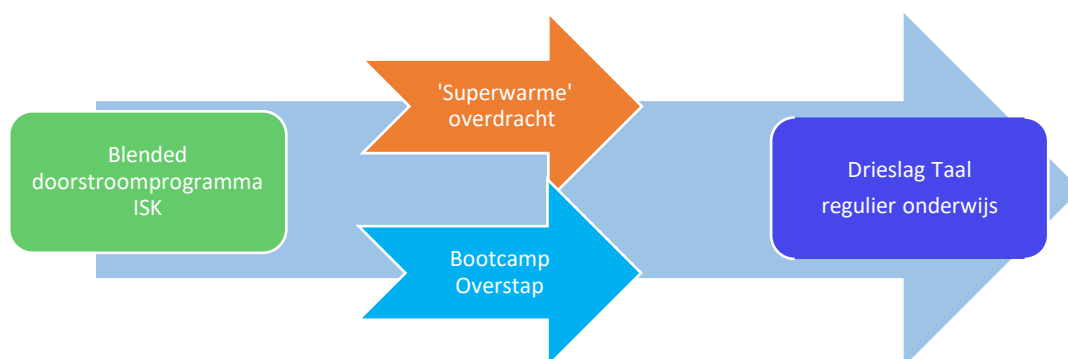 Blended
doorstroomprogramma
ISK
'Superwarme'
overdracht
Bootcamp
Overstap
Drieslag Taal
regulier onderwijs